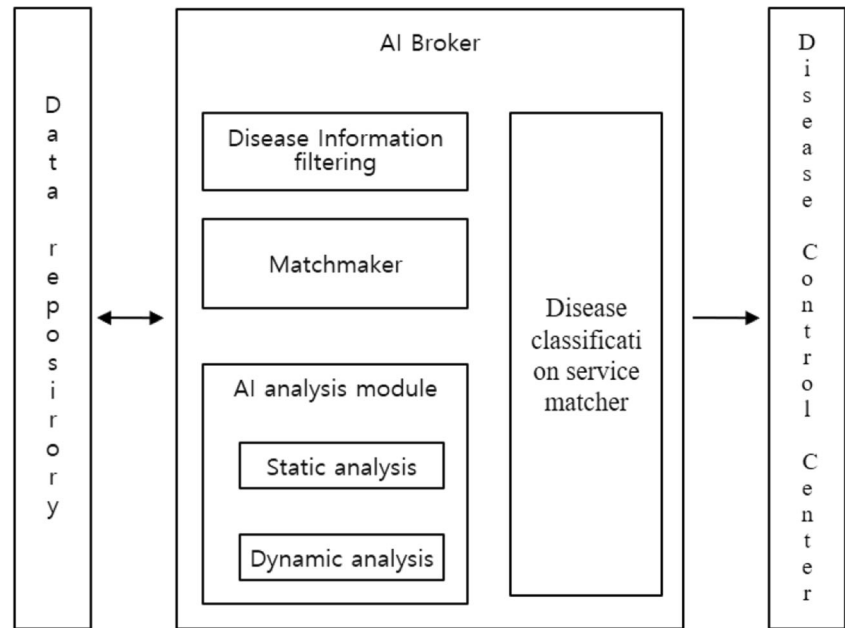 Data reposirory
AI Broker
Disease Information
filtering
Matchmaker
AI analysis module
Static analysis
Dynamic analysis
Disease
classificati
on service
matcher
Disease Control Center